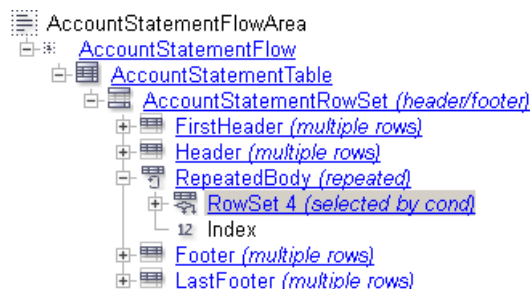 AccountStatementFlowArea
AccountStatementFlow
AccountStatementTable
AccountStatementRowSet (header/footer)
FirstHeader (multiple rows)
Header (multiple rows)
RepeatedBody (repeated)
RowSet 4 (selected by cond)
12 Index
Footer (multiple rows)
LastFooter (multiple rows)